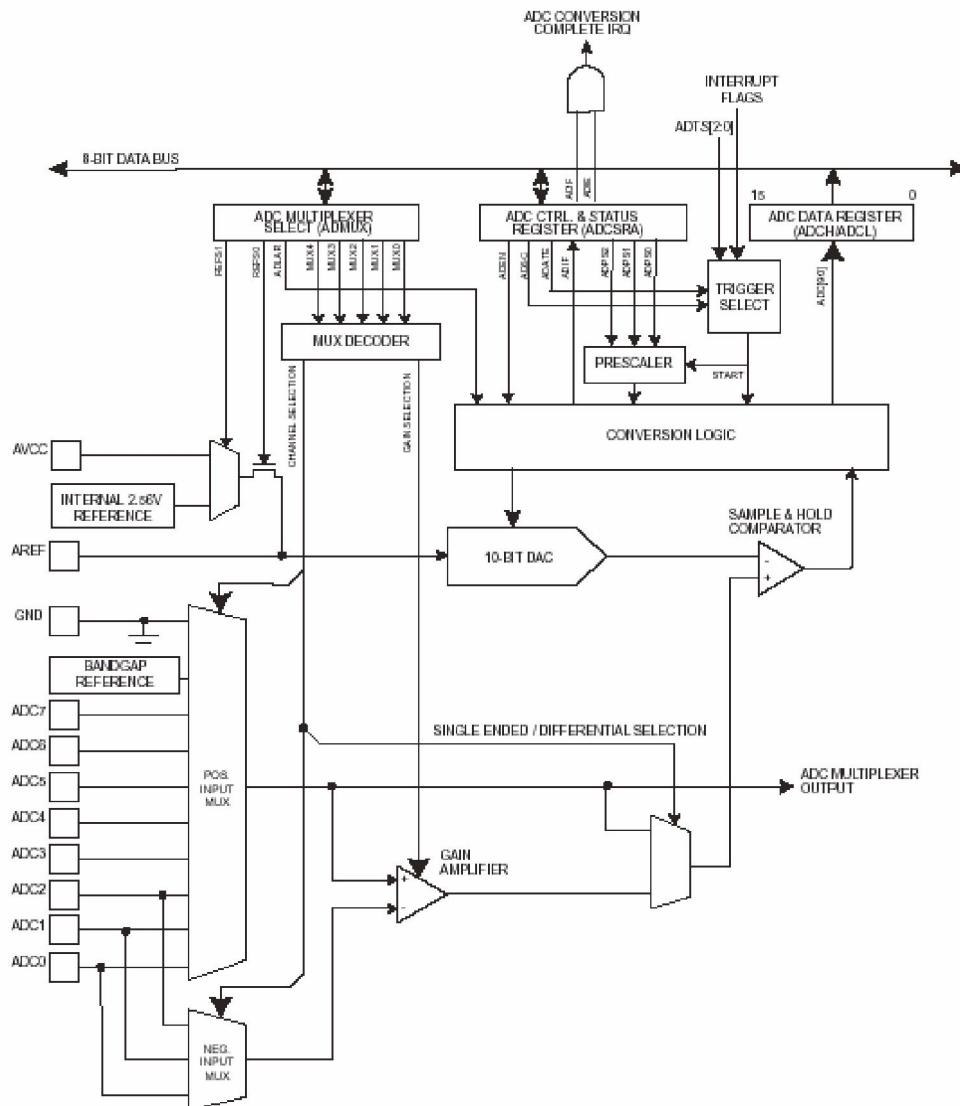 ADC CONVERSION
COMPLETE IRQ
INTERRUPT
FLAGS
ADTS[2:0]
8-BIT DATA BUS
ADIF
ADIE
15
0
ADC MULTIPLEXER
SELECT (ADMUX)
ADC CTRL. & STATUS
REGISTER (ADCSRA)
ADC DATA REGISTER
(ADCH/ADCL)
REFS1
REFS0
ADLAR
MUX4
MUX3
MUX2
MUX1
MUX0
ADEN
ADSC
ADATE
ADIF
ADPS2
ADPS1
ADPS0
ADC[9:0]
TRIGGER
SELECT
MUX DECODER
PRESCALER
START
CHANNEL SELECTION
GAIN SELECTION
CONVERSION LOGIC
AVCC
INTERNAL 2.56V
REFERENCE
SAMPLE & HOLD
COMPARATOR
AREF
10-BIT DAC
-
+
GND
BANDGAP
REFERENCE
ADC7
SINGLE ENDED / DIFFERENTIAL SELECTION
ADC6
ADC5
POS.
INPUT
MUX
ADC MULTIPLEXER
OUTPUT
ADC4
ADC3
GAIN
AMPLIFIER
+
-
ADC2
ADC1
ADC0
NEG.
INPUT
MUX